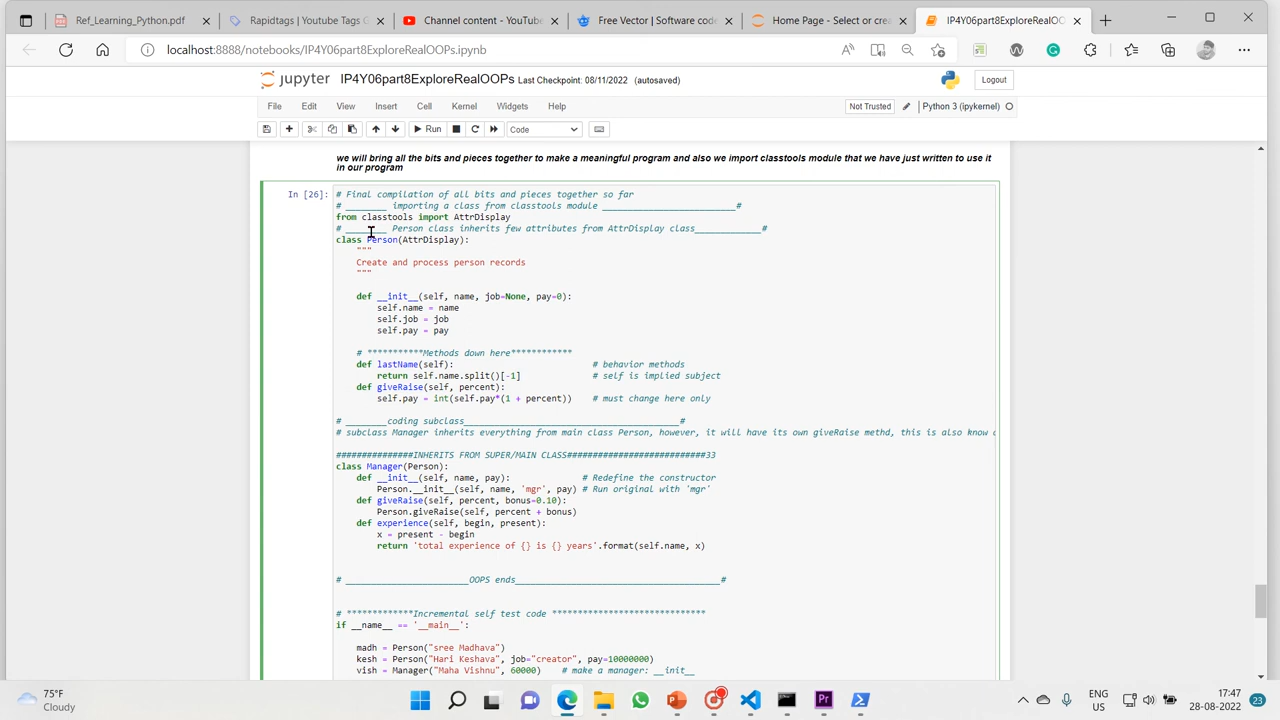 Ref_Learning_Python.pdf
Rapidtags | Youtube Tags G
Channel content - YouTube
Free Vector | Software code
Home Page - Select or crea
IP4Y06part8ExploreRealOO
localhost:8888/notebooks/IP4Y06part8ExploreRealOOPs.ipynb
jupyter IP4Y06part8ExploreRealOOPs Last Checkpoint: 08/11/2022 (autosaved)
Logout
File Edit View Insert Cell Kernel Widgets Help
Not Trusted
Python 3 (ipykernel)
Run
Code
we will bring all the bits and pieces together to make a meaningful program and also we import classtools module that we have just written to use it
in our program
In [26]:
# Final compilation of all bits and pieces together so far
# ________ importing a class from classtools module __________________________#
from classtools import AttrDisplay
# ________ Person class inherits few attributes from AttrDisplay class_____________#
class Person(AttrDisplay):
"""
Create and process person records
"""
def __init__(self, name, job=None, pay=0):
self.name = name
self.job = job
self.pay = pay
# ***********Methods down here************
def lastName(self): # behavior methods
return self.name.split()[-1] # self is implied subject
def giveRaise(self, percent):
self.pay = int(self.pay*(1 + percent)) # must change here only
# ________coding subclass__________________________________________#
# subclass Manager inherits everything from main class Person, however, it will have its own giveRaise methd, this is also know
##############INHERITS FROM SUPER/MAIN CLASS###########################33
class Manager(Person):
def __init__(self, name, pay): # Redefine the constructor
Person.__init__(self, name, 'mgr', pay) # Run original with 'mgr'
def giveRaise(self, percent, bonus=0.10):
Person.giveRaise(self, percent + bonus)
def experience(self, begin, present):
x = present - begin
return 'total experience of {} is {} years'.format(self.name, x)
# ________________________OOPS ends________________________________________#
# *************Incremental self test code ******************************
if __name__ == '__main__':
madh = Person("sree Madhava")
kesh = Person("Hari Keshava", job="creator", pay=10000000)
vish = Manager("Maha Vishnu", 60000) # make a manager: __init__
75°F
Cloudy
ENG
US
17:47
28-08-2022
23